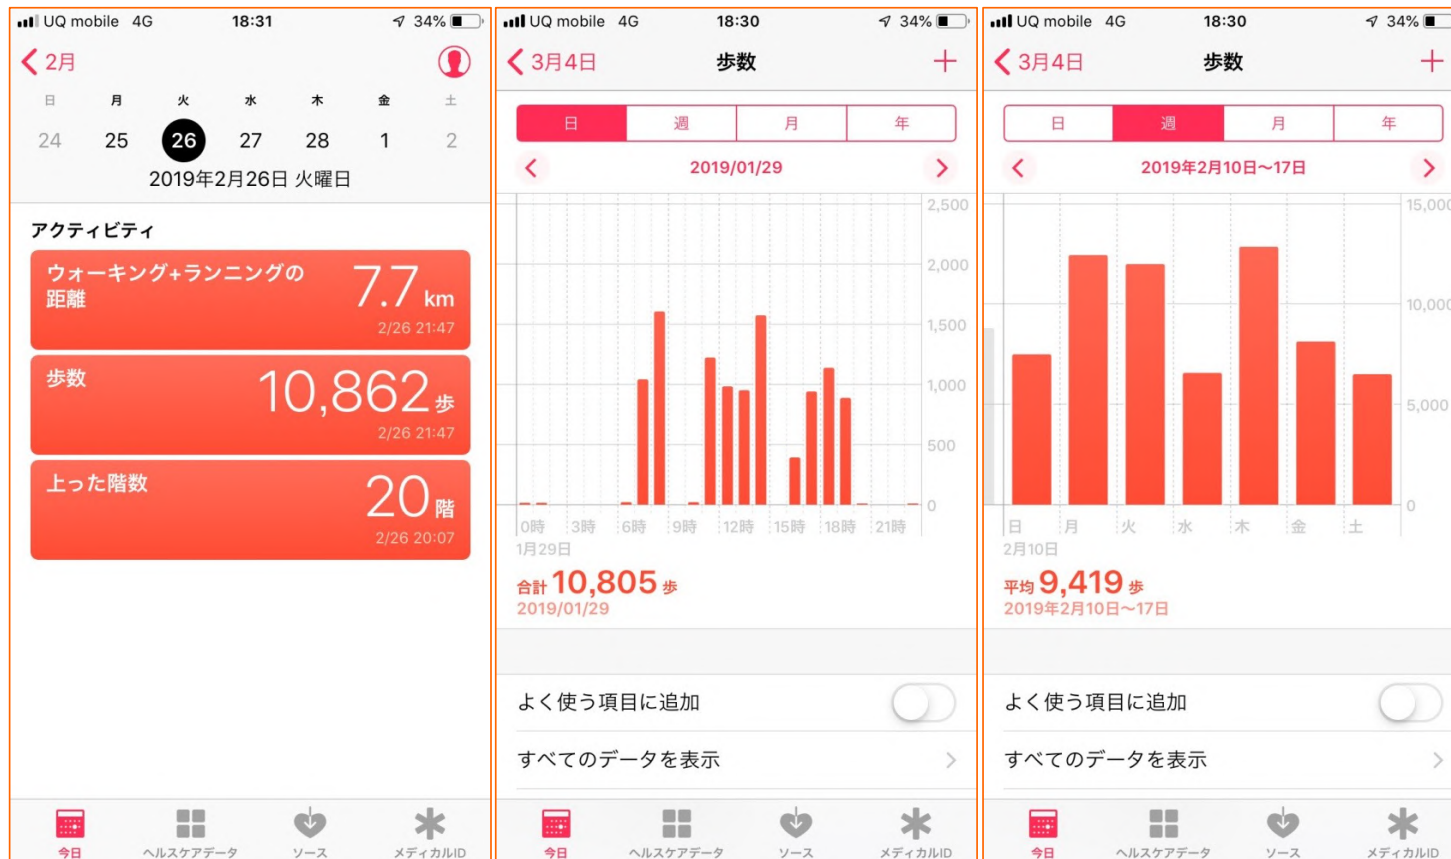 UQ mobile 4G 18:31 34%
2月
日 月 火 水 木 金 土
24 25 26 27 28 1 2
2019年2月26日 火曜日
アクティビティ
ウォーキング+ランニングの
距離
7.7 km
2/26 21:47
歩数
10,862 歩
2/26 21:47
上った階数
20 階
2/26 20:07
今日 ヘルスケアデータ ソース メディカルID
UQ mobile 4G 18:30 34%
3月4日 歩数 +
日 週 月 年
2019/01/29
2,500
2,000
1,500
1,000
500
0
0時 3時 6時 9時 12時 15時 18時 21時
1月29日
合計 10,805 歩
2019/01/29
よく使う項目に追加
すべてのデータを表示
今日 ヘルスケアデータ ソース メディカルID
UQ mobile 4G 18:30 34%
3月4日 歩数 +
日 週 月 年
2019年2月10日〜17日
15,000
10,000
5,000
0
日 月 火 水 木 金 土
2月10日
平均 9,419 歩
2019年2月10日〜17日
よく使う項目に追加
すべてのデータを表示
今日 ヘルスケアデータ ソース メディカルID